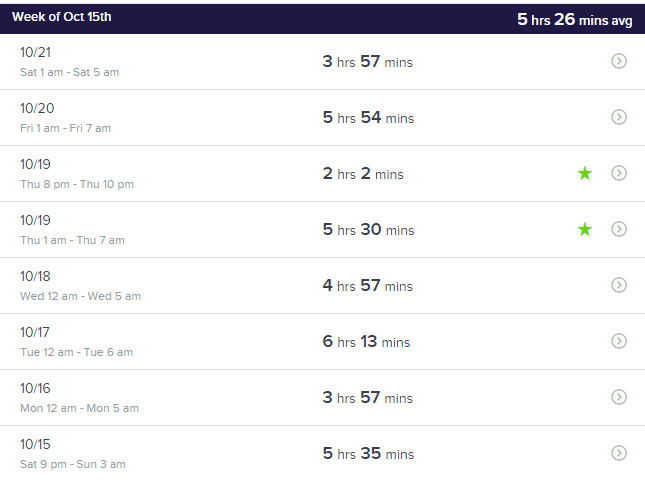 Week of Oct 15th 5 hrs 26 mins avg
10/21
Sat 1 am - Sat 5 am
3 hrs 57 mins
10/20
Fri 1 am - Fri 7 am
5 hrs 54 mins
10/19
Thu 8 pm - Thu 10 pm
2 hrs 2 mins
10/19
Thu 1 am - Thu 7 am
5 hrs 30 mins
10/18
Wed 12 am - Wed 5 am
4 hrs 57 mins
10/17
Tue 12 am - Tue 6 am
6 hrs 13 mins
10/16
Mon 12 am - Mon 5 am
3 hrs 57 mins
10/15
Sat 9 pm - Sun 3 am
5 hrs 35 mins